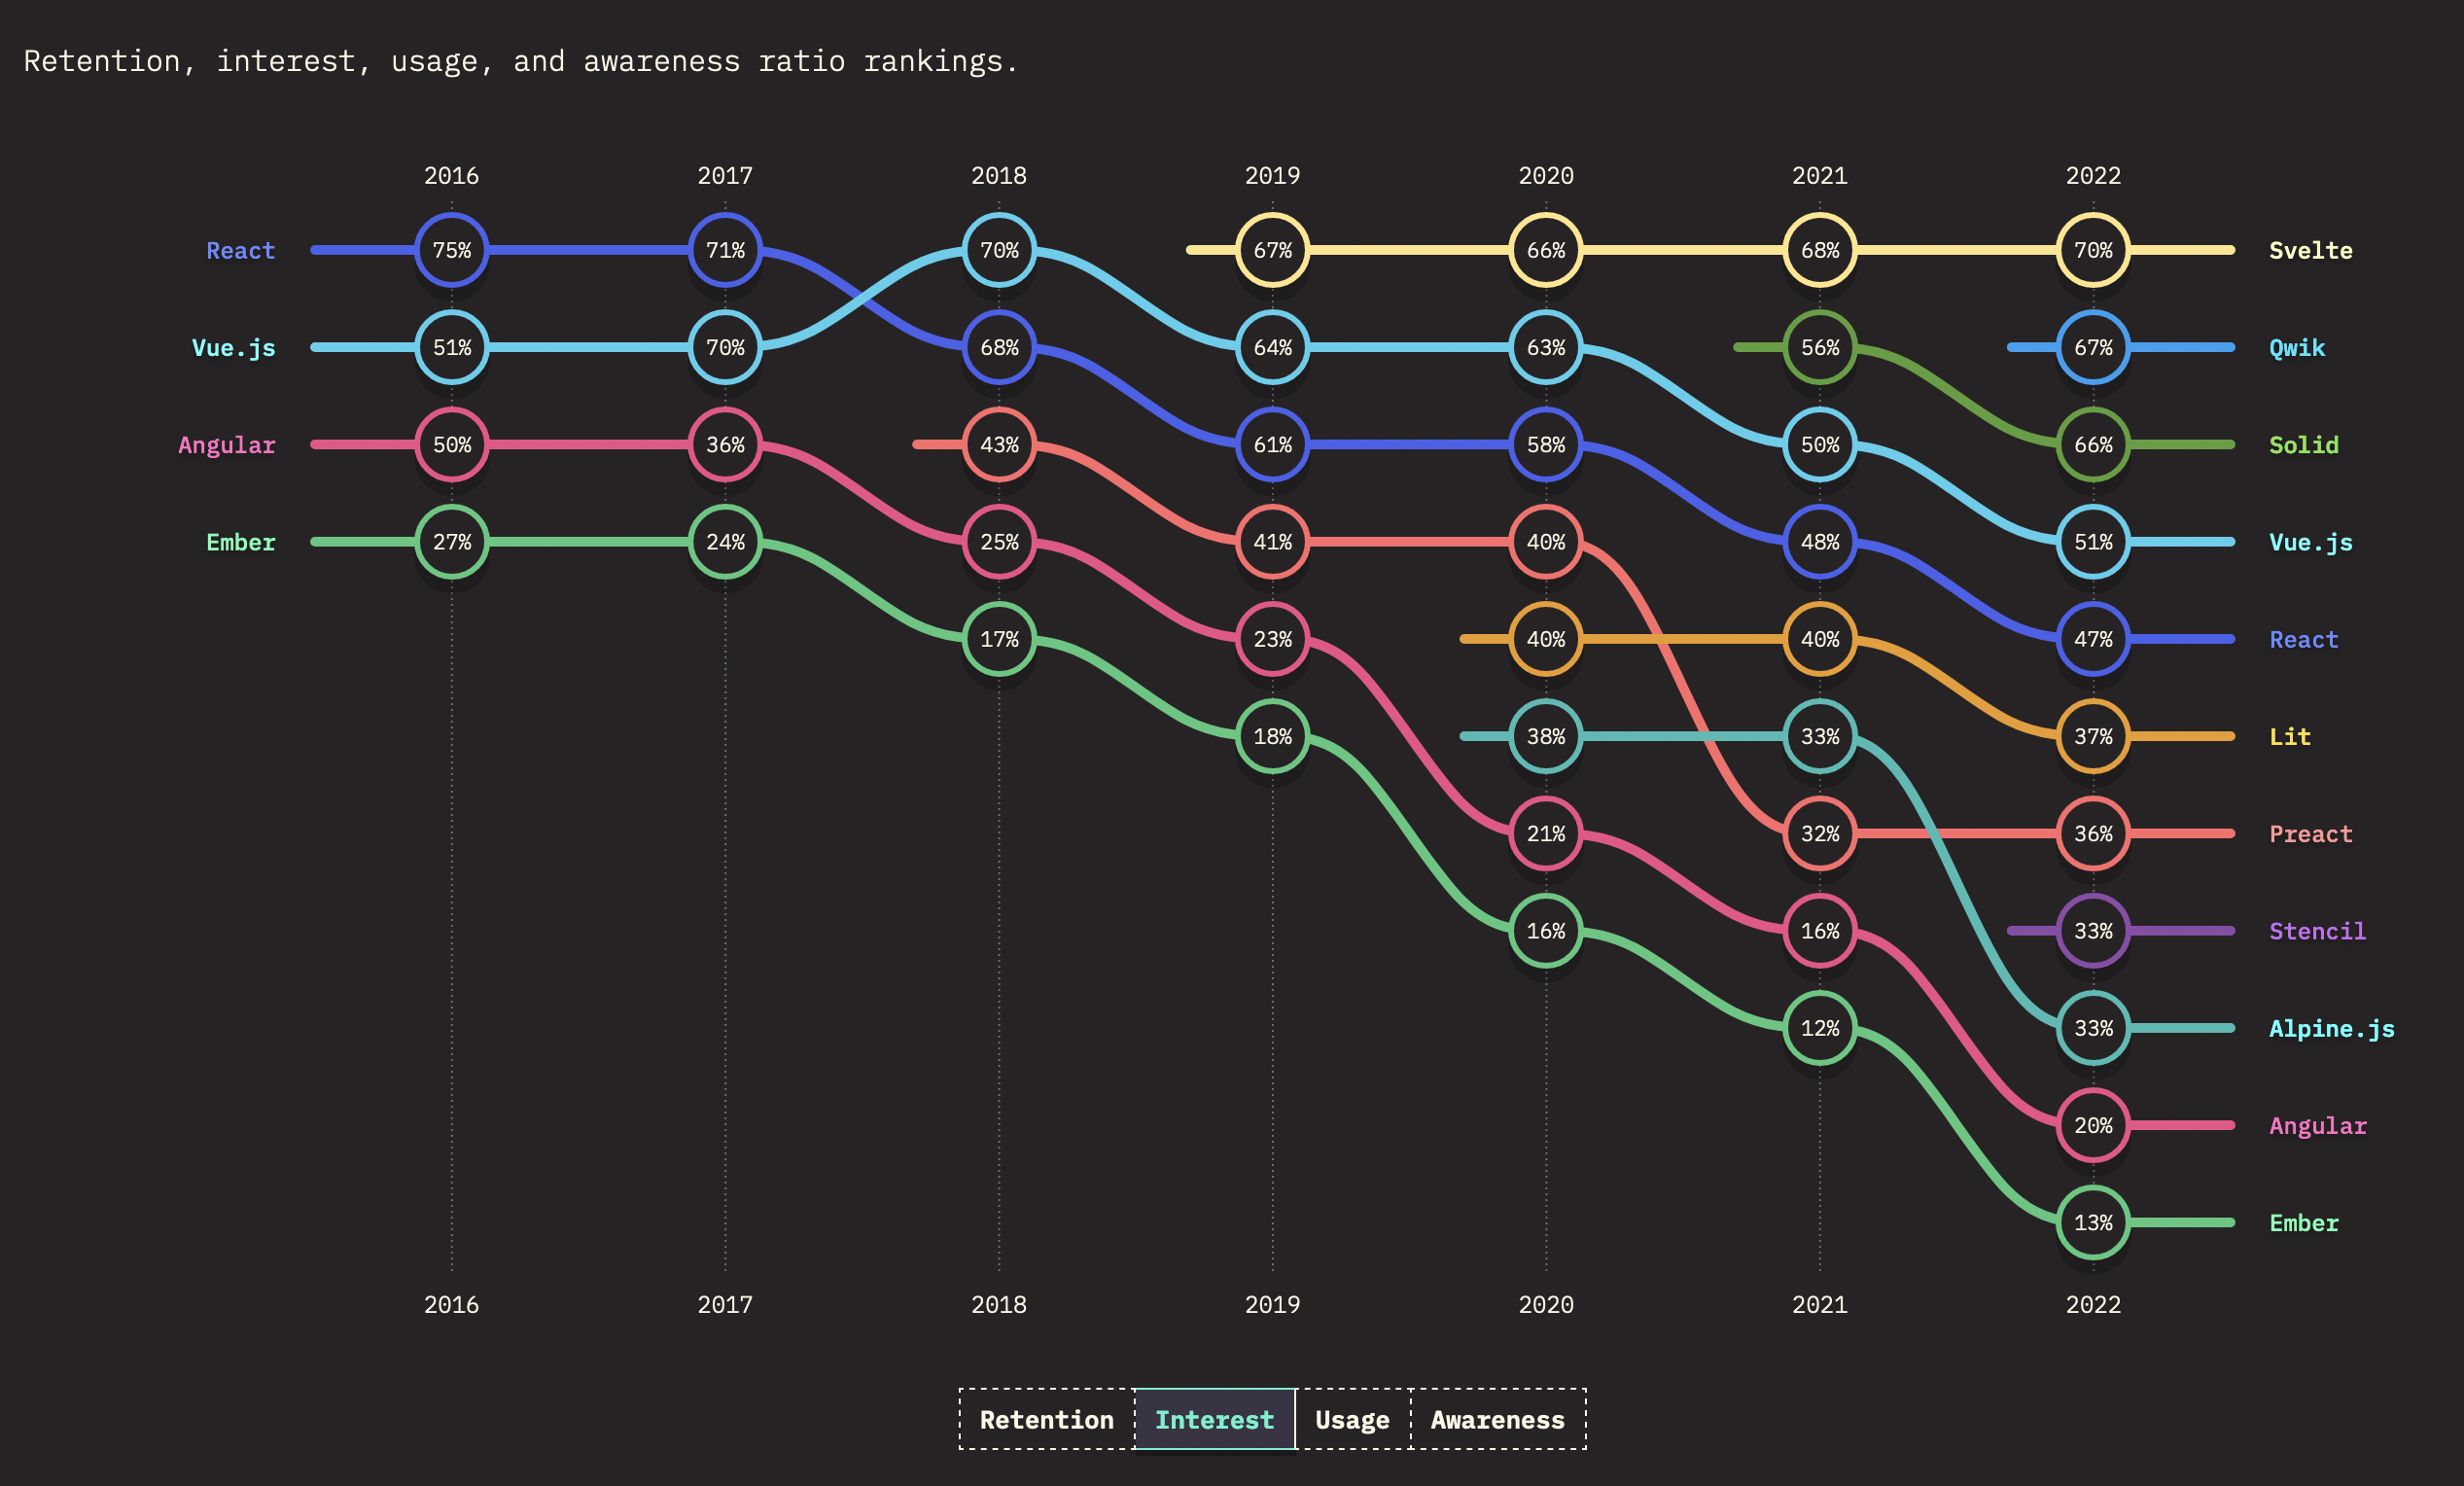 Retention, interest, usage, and awareness ratio rankings.
2016 2017 2018 2019 2020 2021 2022
React 75% 71% 70% 67% 66% 68% 70% Svelte
Vue.js 51% 70% 68% 64% 63% 56% 67% Qwik
Angular 50% 36% 43% 61% 58% 50% 66% Solid
Ember 27% 24% 25% 41% 40% 48% 51% Vue.js
17% 23% 40% 40% 47% React
18% 38% 33% 37% Lit
21% 32% 36% Preact
16% 16% 33% Stencil
12% 33% Alpine.js
20% Angular
13% Ember
2016 2017 2018 2019 2020 2021 2022
Retention Interest Usage Awareness